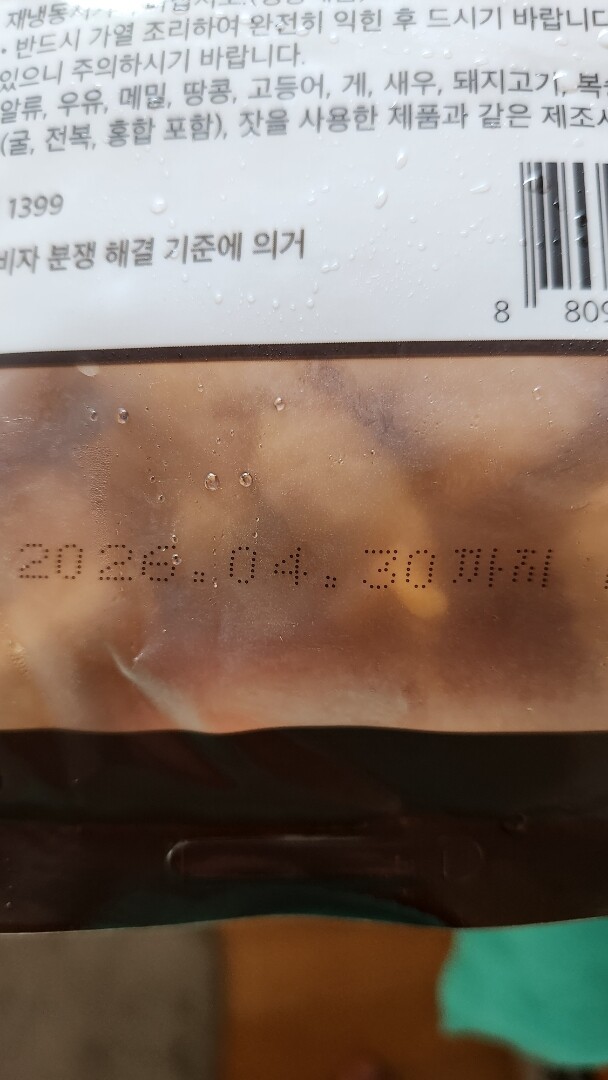 • 반드시 가열 조리하여 완전히 익힌 후 드시기 바랍니다
있으니 주의하시기 바랍니다.
알류, 우유, 메밀, 땅콩, 고등어, 게, 새우, 돼지고기,
(굴, 전복, 홍합 포함), 잣을 사용한 제품과 같은
1399
비자 분쟁 해결 기준에 의거
8 809
2026.04.30까지